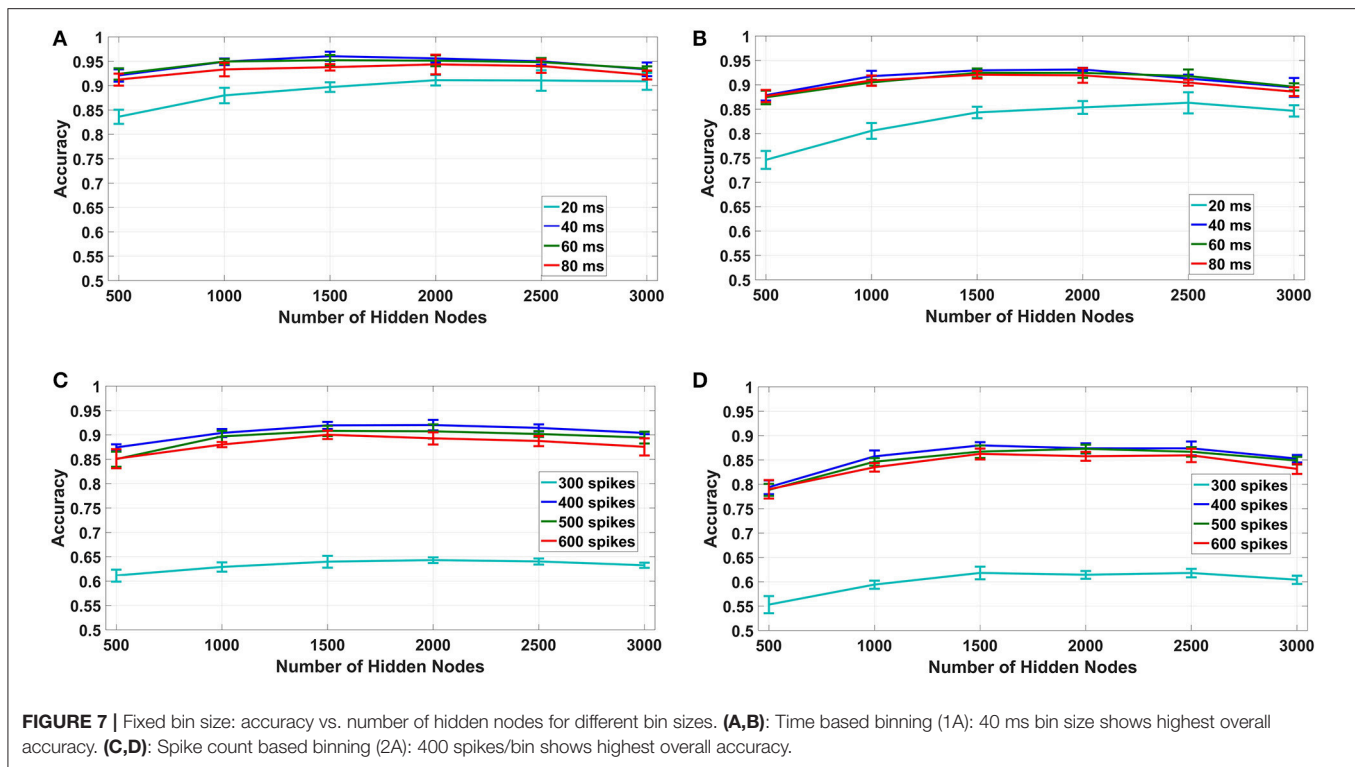 A
1
0.95
0.9
0.85
0.8
0.75
0.7
0.65
0.6
0.55
0.5
Accuracy
20 ms
40 ms
60 ms
80 ms
500 1000 1500 2000 2500 3000
Number of Hidden Nodes
B
1
0.95
0.9
0.85
0.8
0.75
0.7
0.65
0.6
0.55
0.5
Accuracy
20 ms
40 ms
60 ms
80 ms
500 1000 1500 2000 2500 3000
Number of Hidden Nodes
C
1
0.95
0.9
0.85
0.8
0.75
0.7
0.65
0.6
0.55
0.5
Accuracy
300 spikes
400 spikes
500 spikes
600 spikes
500 1000 1500 2000 2500 3000
Number of Hidden Nodes
D
1
0.95
0.9
0.85
0.8
0.75
0.7
0.65
0.6
0.55
0.5
Accuracy
300 spikes
400 spikes
500 spikes
600 spikes
500 1000 1500 2000 2500 3000
Number of Hidden Nodes
FIGURE 7 | Fixed bin size: accuracy vs. number of hidden nodes for different bin sizes. (A,B): Time based binning (1A): 40 ms bin size shows highest overall
accuracy. (C,D): Spike count based binning (2A): 400 spikes/bin shows highest overall accuracy.